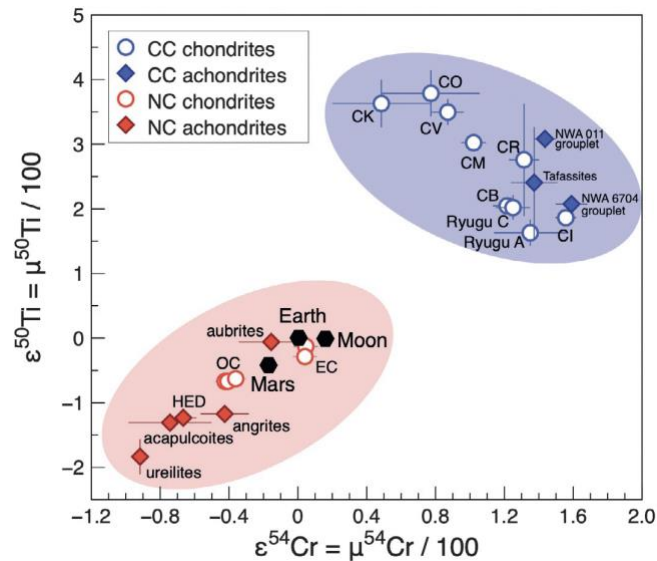 5
4
3
2
1
0
−1
−2
ε⁵⁰Ti = μ⁵⁰Ti / 100
CC chondrites
CC achondrites
NC chondrites
NC achondrites
CO
CK
CV
CM
CR
NWA 011
grouplet
Tafassites
CB
NWA 6704
grouplet
Ryugu C
Ryugu A
CI
Earth
aubrites
Moon
OC
EC
Mars
HED
angrites
acapulcoites
ureilites
−1.2 −0.8 −0.4 0 0.4 0.8 1.2 1.6 2.0
ε⁵⁴Cr = μ⁵⁴Cr / 100